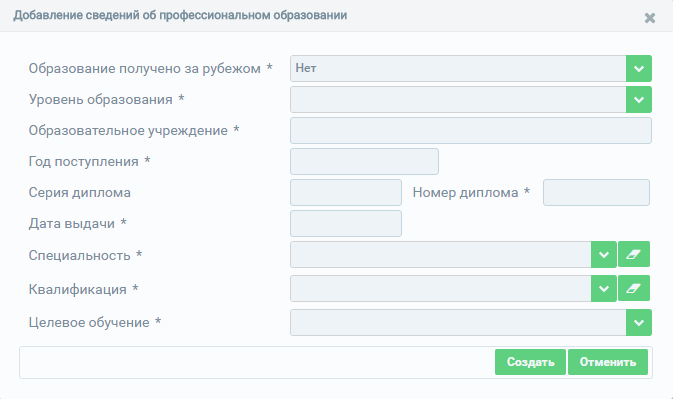 Добавление сведений об профессиональном образовании
Образование получено за рубежом * Нет
Уровень образования *
Образовательное учреждение *
Год поступления *
Серия диплома Номер диплома *
Дата выдачи *
Специальность *
Квалификация *
Целевое обучение *
Создать Отменить